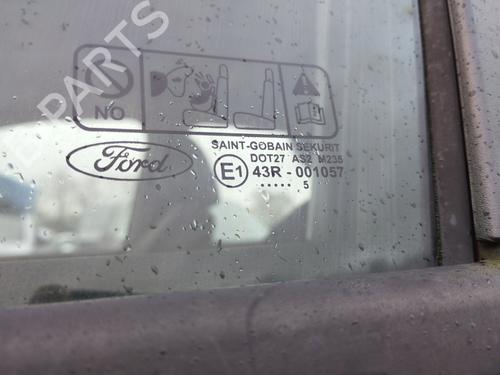 PARTS
NO
Ford
SAINT-GOBAIN SEKURIT
DOT27 AS2 M235
E1 43R - 001057
.....
5